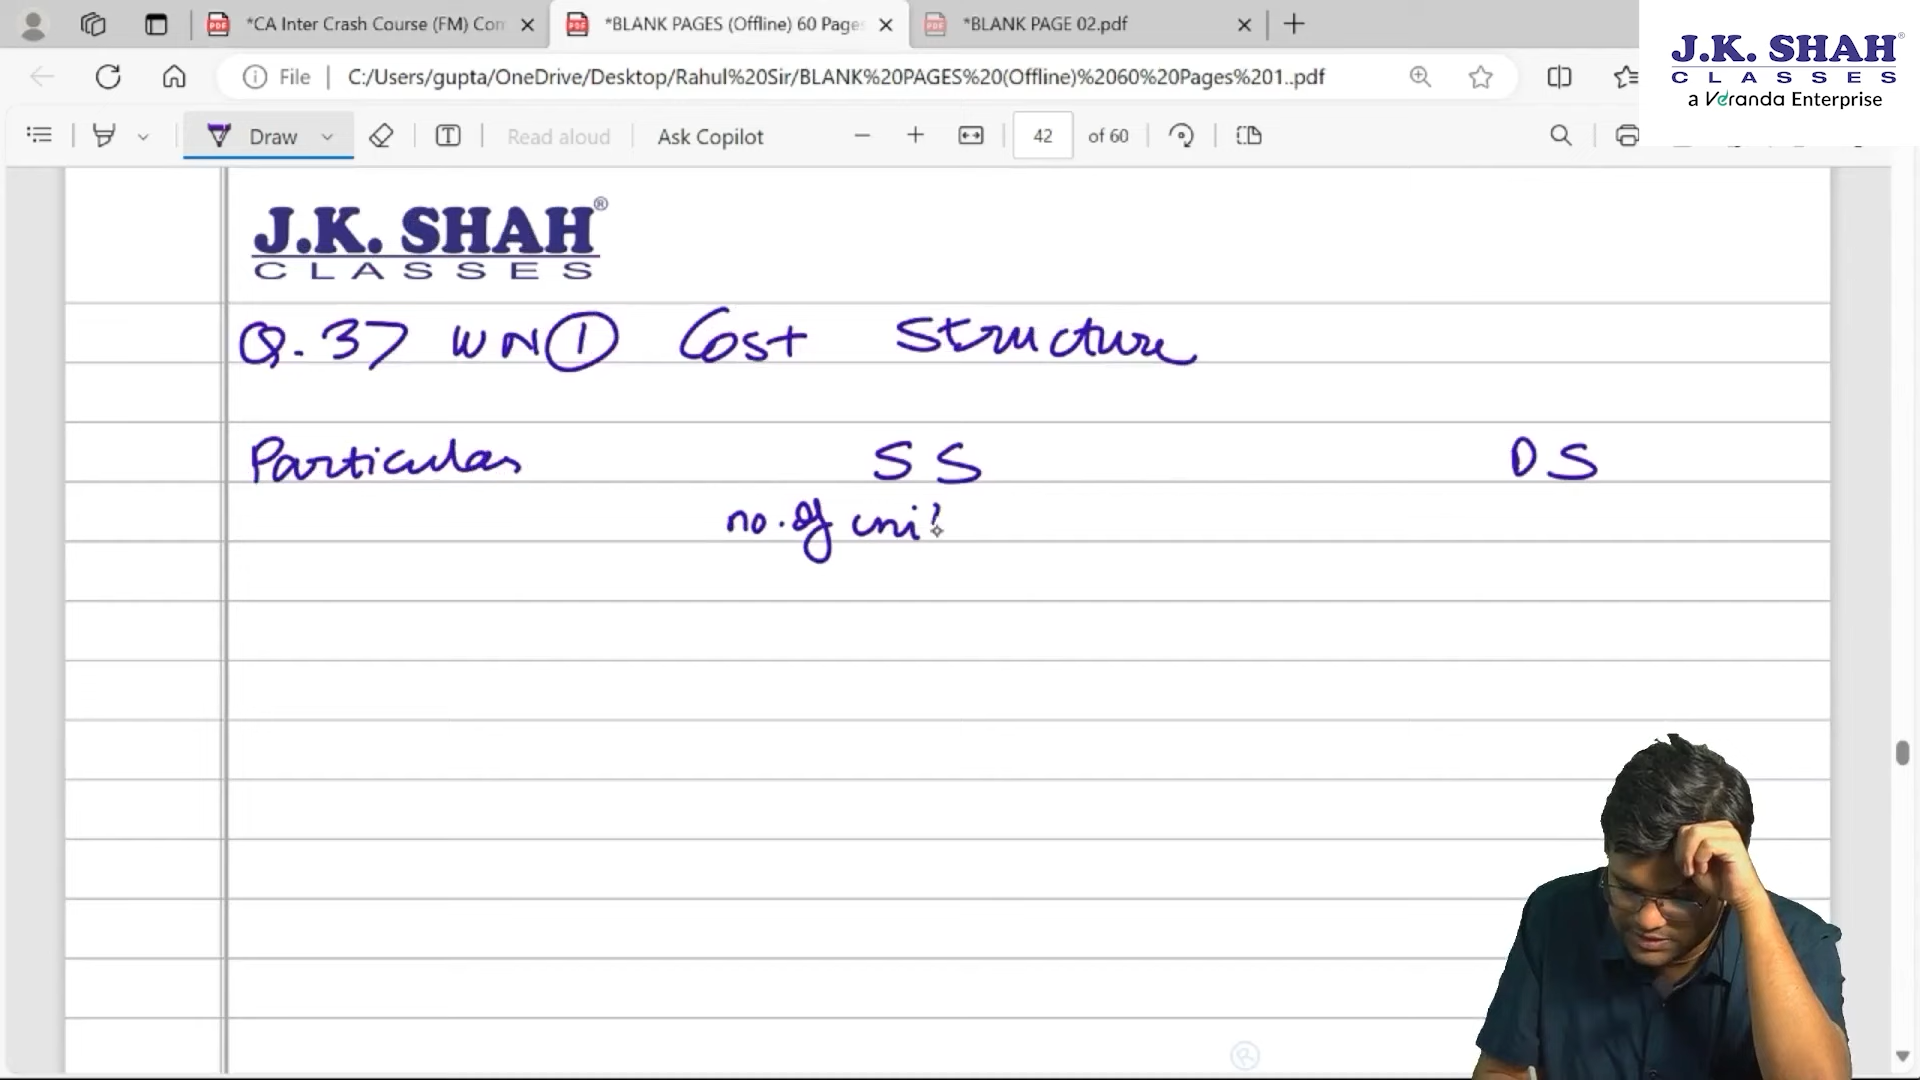 *CA Inter Crash Course (FM) Con
*BLANK PAGES (Offline) 60 Page
*BLANK PAGE 02.pdf
File
C:/Users/gupta/OneDrive/Desktop/Rahul%20Sir/BLANK%20PAGES%20(Offline)%2060%20Pages%201..pdf
J.K. SHAH®
CLASSES
a Veranda Enterprise
Draw
Read aloud
Ask Copilot
42 of 60
J.K. SHAH®
CLASSES
Q.37 WN ① Cost Structure
Particulas SS DS
no. of uni